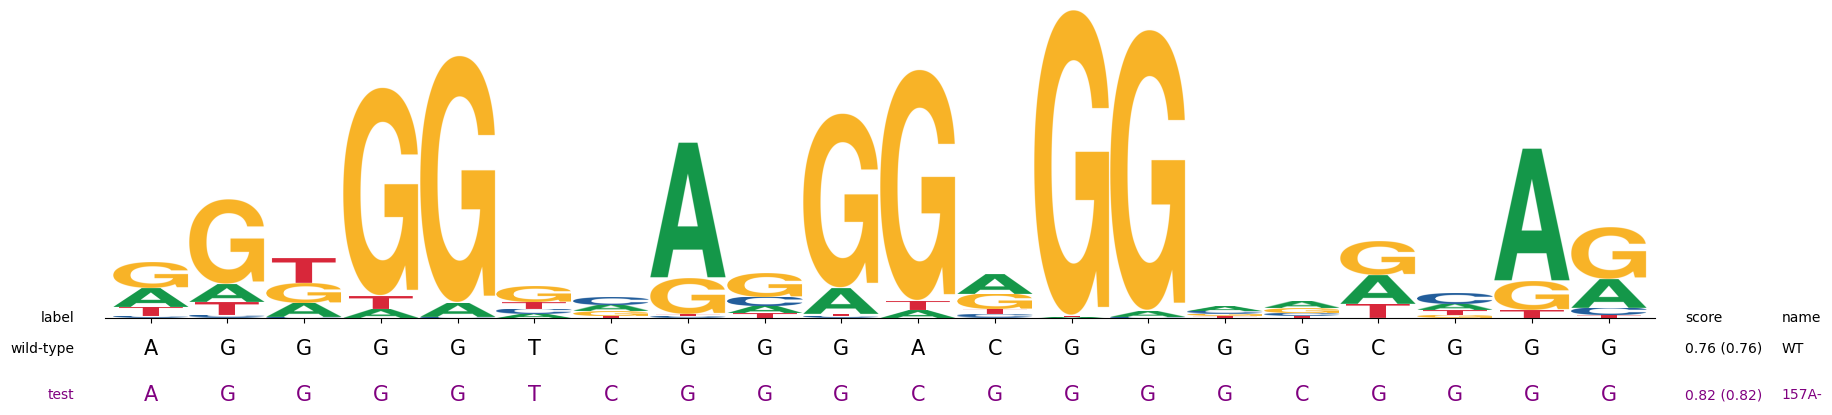 label score name
wild-type A G G G G T C G G G A C G G G G C G G G 0.76 (0.76) WT
test A G G G G T C G G G C G G G G C G G G G 0.82 (0.82) 157A-